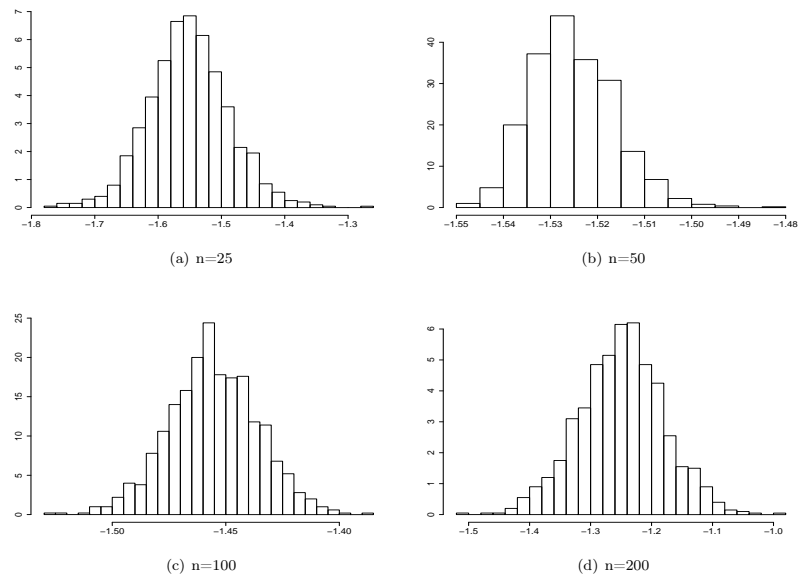 0 1 2 3 4 5 6 7
−1.8 −1.7 −1.6 −1.5 −1.4 −1.3
(a) n=25
0 10 20 30 40
−1.55 −1.54 −1.53 −1.52 −1.51 −1.50 −1.49 −1.48
(b) n=50
0 5 10 15 20 25
−1.50 −1.45 −1.40
(c) n=100
0 1 2 3 4 5 6
−1.5 −1.4 −1.3 −1.2 −1.1 −1.0
(d) n=200